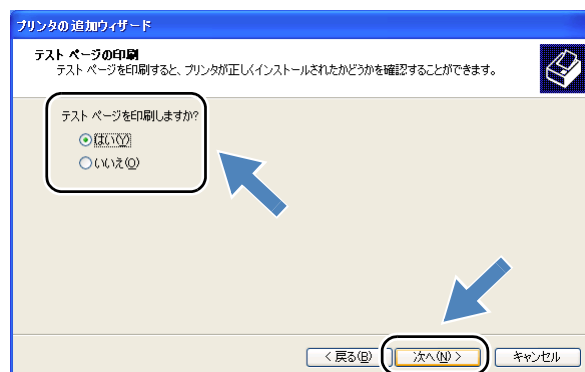 プリンタの追加ウィザード
テスト ページの印刷
テスト ページを印刷すると、プリンタが正しくインストールされたかどうかを確認することができます。
テスト ページを印刷しますか?
はい(Y)
いいえ(O)
< 戻る(B)
次へ(N) >
キャンセル